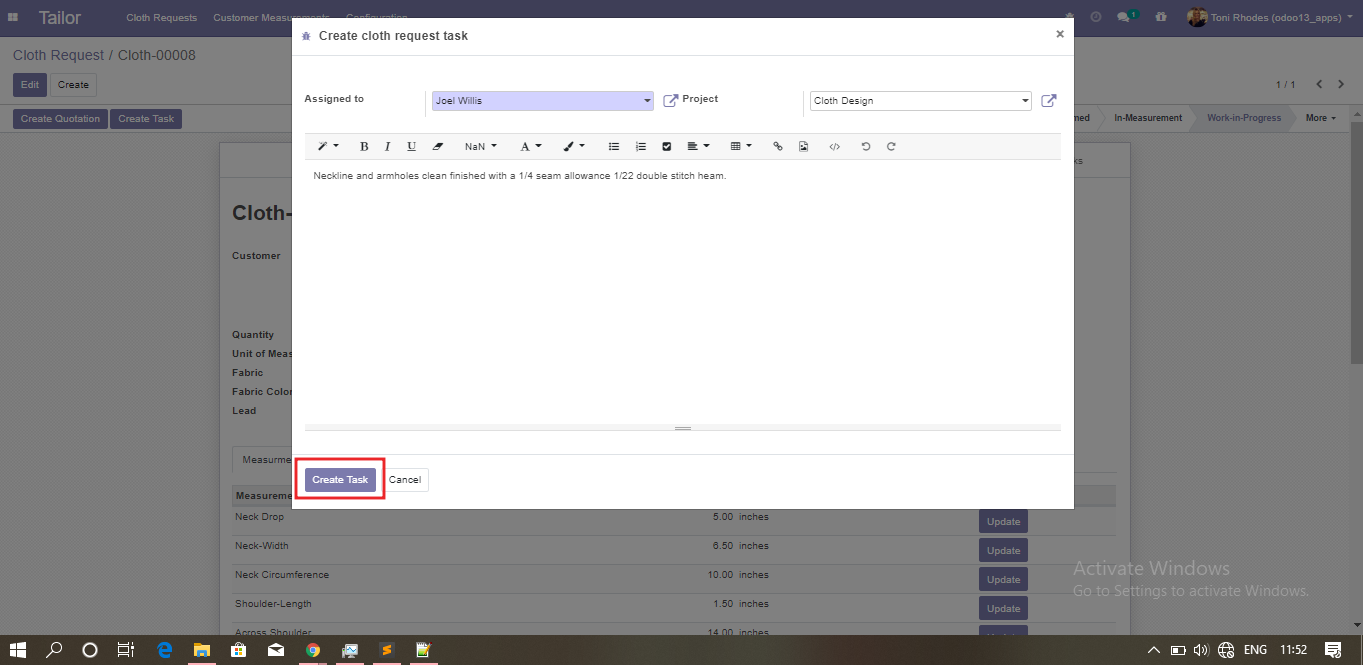 Tailor Cloth Requests Customer Measurements Configuration 1 Toni Rhodes (odoo13_apps)
Create cloth request task ×
Cloth Request / Cloth-00008
Edit Create 1 / 1
Assigned to Joel Willis Project Cloth Design
Create Quotation Create Task In-Measurement Work-in-Progress More
B I U NaN A </>
Neckline and armholes clean finished with a 1/4 seam allowance 1/22 double stitch heam.
Cloth-
Customer
Quantity
Unit of Meas
Fabric
Fabric Color
Lead
Measurme
Create Task Cancel
Measureme
Neck Drop 5.00 inches Update
Neck-Width 6.50 inches Update
Neck Circumference 10.00 inches Update
Shoulder-Length 1.50 inches Update
Across Shoulder 14.00 inches
Activate Windows
Go to Settings to activate Windows.
ENG 11:52